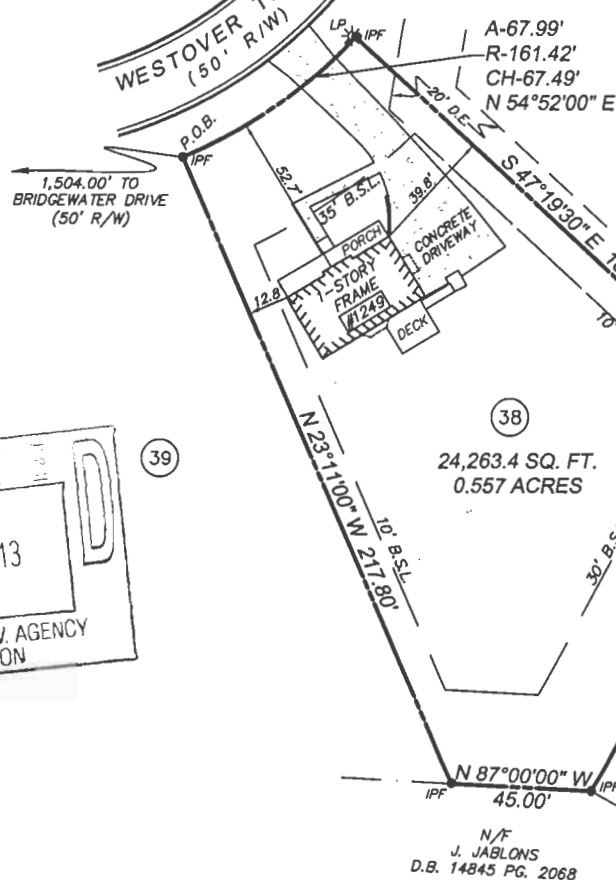 WESTOVER
(50' R/W)
LP
IPF
A-67.99'
R-161.42'
CH-67.49'
N 54°52'00" E
20' D.E.
P.O.B.
IPF
1,504.00' TO
BRIDGEWATER DRIVE
(50' R/W)
S 47°19'30" E
52.7'
35' B.S.L.
39.8'
PORCH
CONCRETE
DRIVEWAY
12.8
1-STORY
FRAME
#1249
DECK
10'
38
24,263.4 SQ. FT.
0.557 ACRES
39
N 23°11'00" W 217.80'
10' B.S.L.
30' B.S
13
AGENCY
ON
N 87°00'00" W
45.00'
IPF
IPF
N/F
J. JABLONS
D.B. 14845 PG. 2068